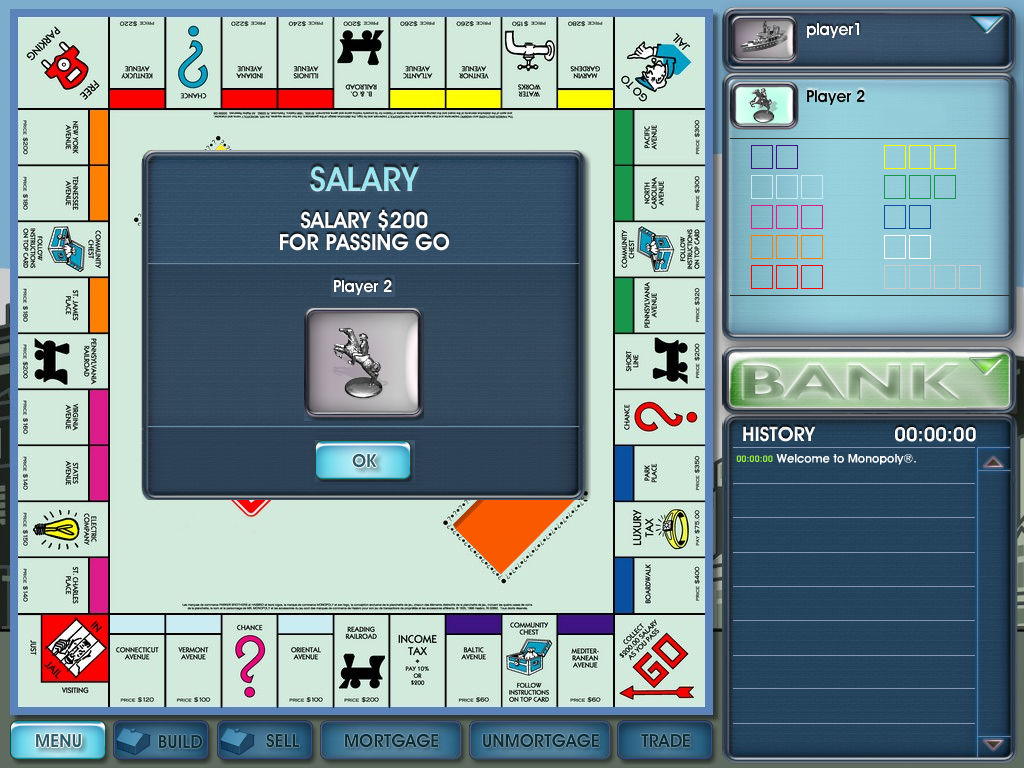 FREE
PARKING
KENTUCKY
AVENUE
PRICE $220
CHANCE
INDIANA
AVENUE
PRICE $220
ILLINOIS
AVENUE
PRICE $240
B. & O.
RAILROAD
PRICE $200
ATLANTIC
AVENUE
PRICE $260
VENTNOR
AVENUE
PRICE $260
WATER
WORKS
PRICE $150
MARVIN
GARDENS
PRICE $280
GO TO
JAIL
NEW YORK
AVENUE
PRICE $200
TENNESSEE
AVENUE
PRICE $180
COMMUNITY
CHEST
FOLLOW
INSTRUCTIONS
ON TOP CARD
ST. JAMES
PLACE
PRICE $180
PENNSYLVANIA
RAILROAD
PRICE $200
VIRGINIA
AVENUE
PRICE $160
STATES
AVENUE
PRICE $140
ELECTRIC
COMPANY
PRICE $150
ST. CHARLES
PLACE
PRICE $140
PACIFIC
AVENUE
PRICE $300
NORTH
CAROLINA
AVENUE
PRICE $300
COMMUNITY
CHEST
FOLLOW
INSTRUCTIONS
ON TOP CARD
PENNSYLVANIA
AVENUE
PRICE $320
SHORT
LINE
PRICE $200
CHANCE
PARK
PLACE
PRICE $350
LUXURY
TAX
PAY $75.00
BOARDWALK
PRICE $400
SALARY
SALARY $200
FOR PASSING GO
Player 2
OK
JUST
IN
JAIL
VISITING
CONNECTICUT
AVENUE
PRICE $120
VERMONT
AVENUE
PRICE $100
CHANCE
ORIENTAL
AVENUE
PRICE $100
READING
RAILROAD
PRICE $200
INCOME
TAX
PAY 10%
OR
$200
BALTIC
AVENUE
PRICE $60
COMMUNITY
CHEST
FOLLOW
INSTRUCTIONS
ON TOP CARD
MEDITER-
RANEAN
AVENUE
PRICE $60
COLLECT
$200.00 SALARY
AS YOU PASS
GO
MENU
BUILD
SELL
MORTGAGE
UNMORTGAGE
TRADE
player1
Player 2
BANK
HISTORY 00:00:00
00:00:00 Welcome to Monopoly®.